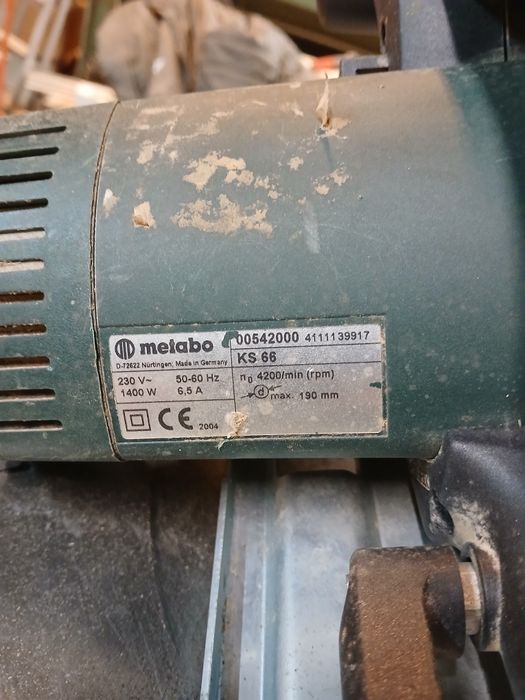 metabo
D-72622 Nürtingen, Made in Germany
230 V~ 50-60 Hz
1400 W 6,5 A
CE 2004
00542000 4111139917
KS 66
n₀ 4200/min (rpm)
d max. 190 mm